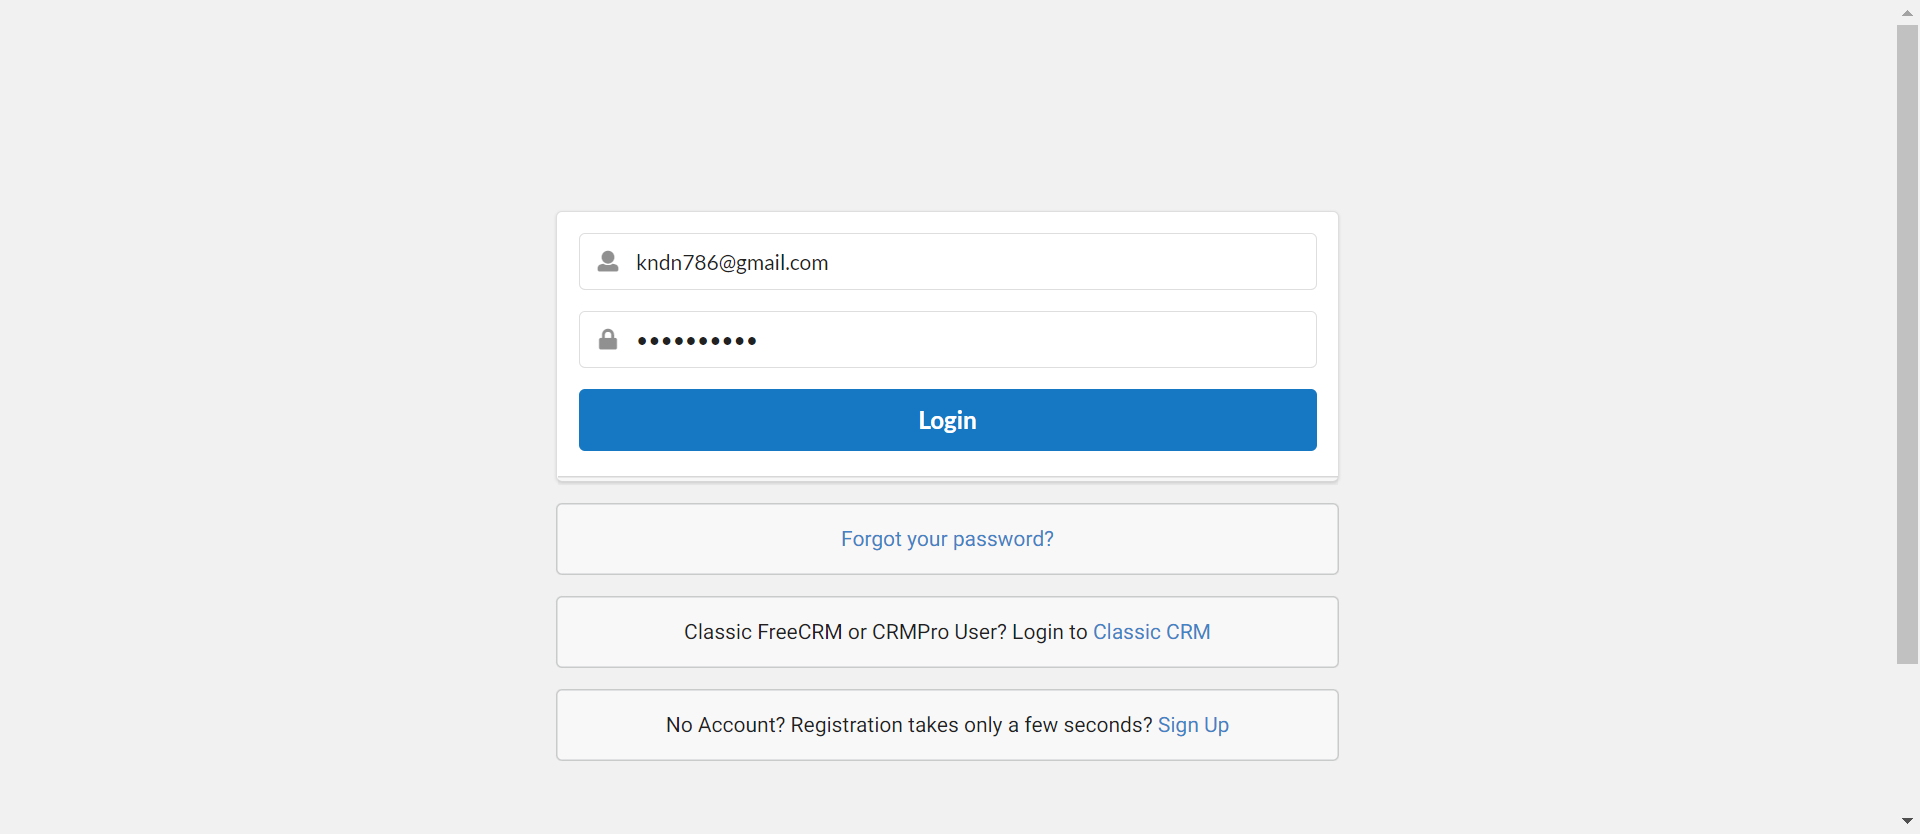 kndn786@gmail.com
••••••••••
Login
Forgot your password?
Classic FreeCRM or CRMPro User? Login to Classic CRM
No Account? Registration takes only a few seconds? Sign Up